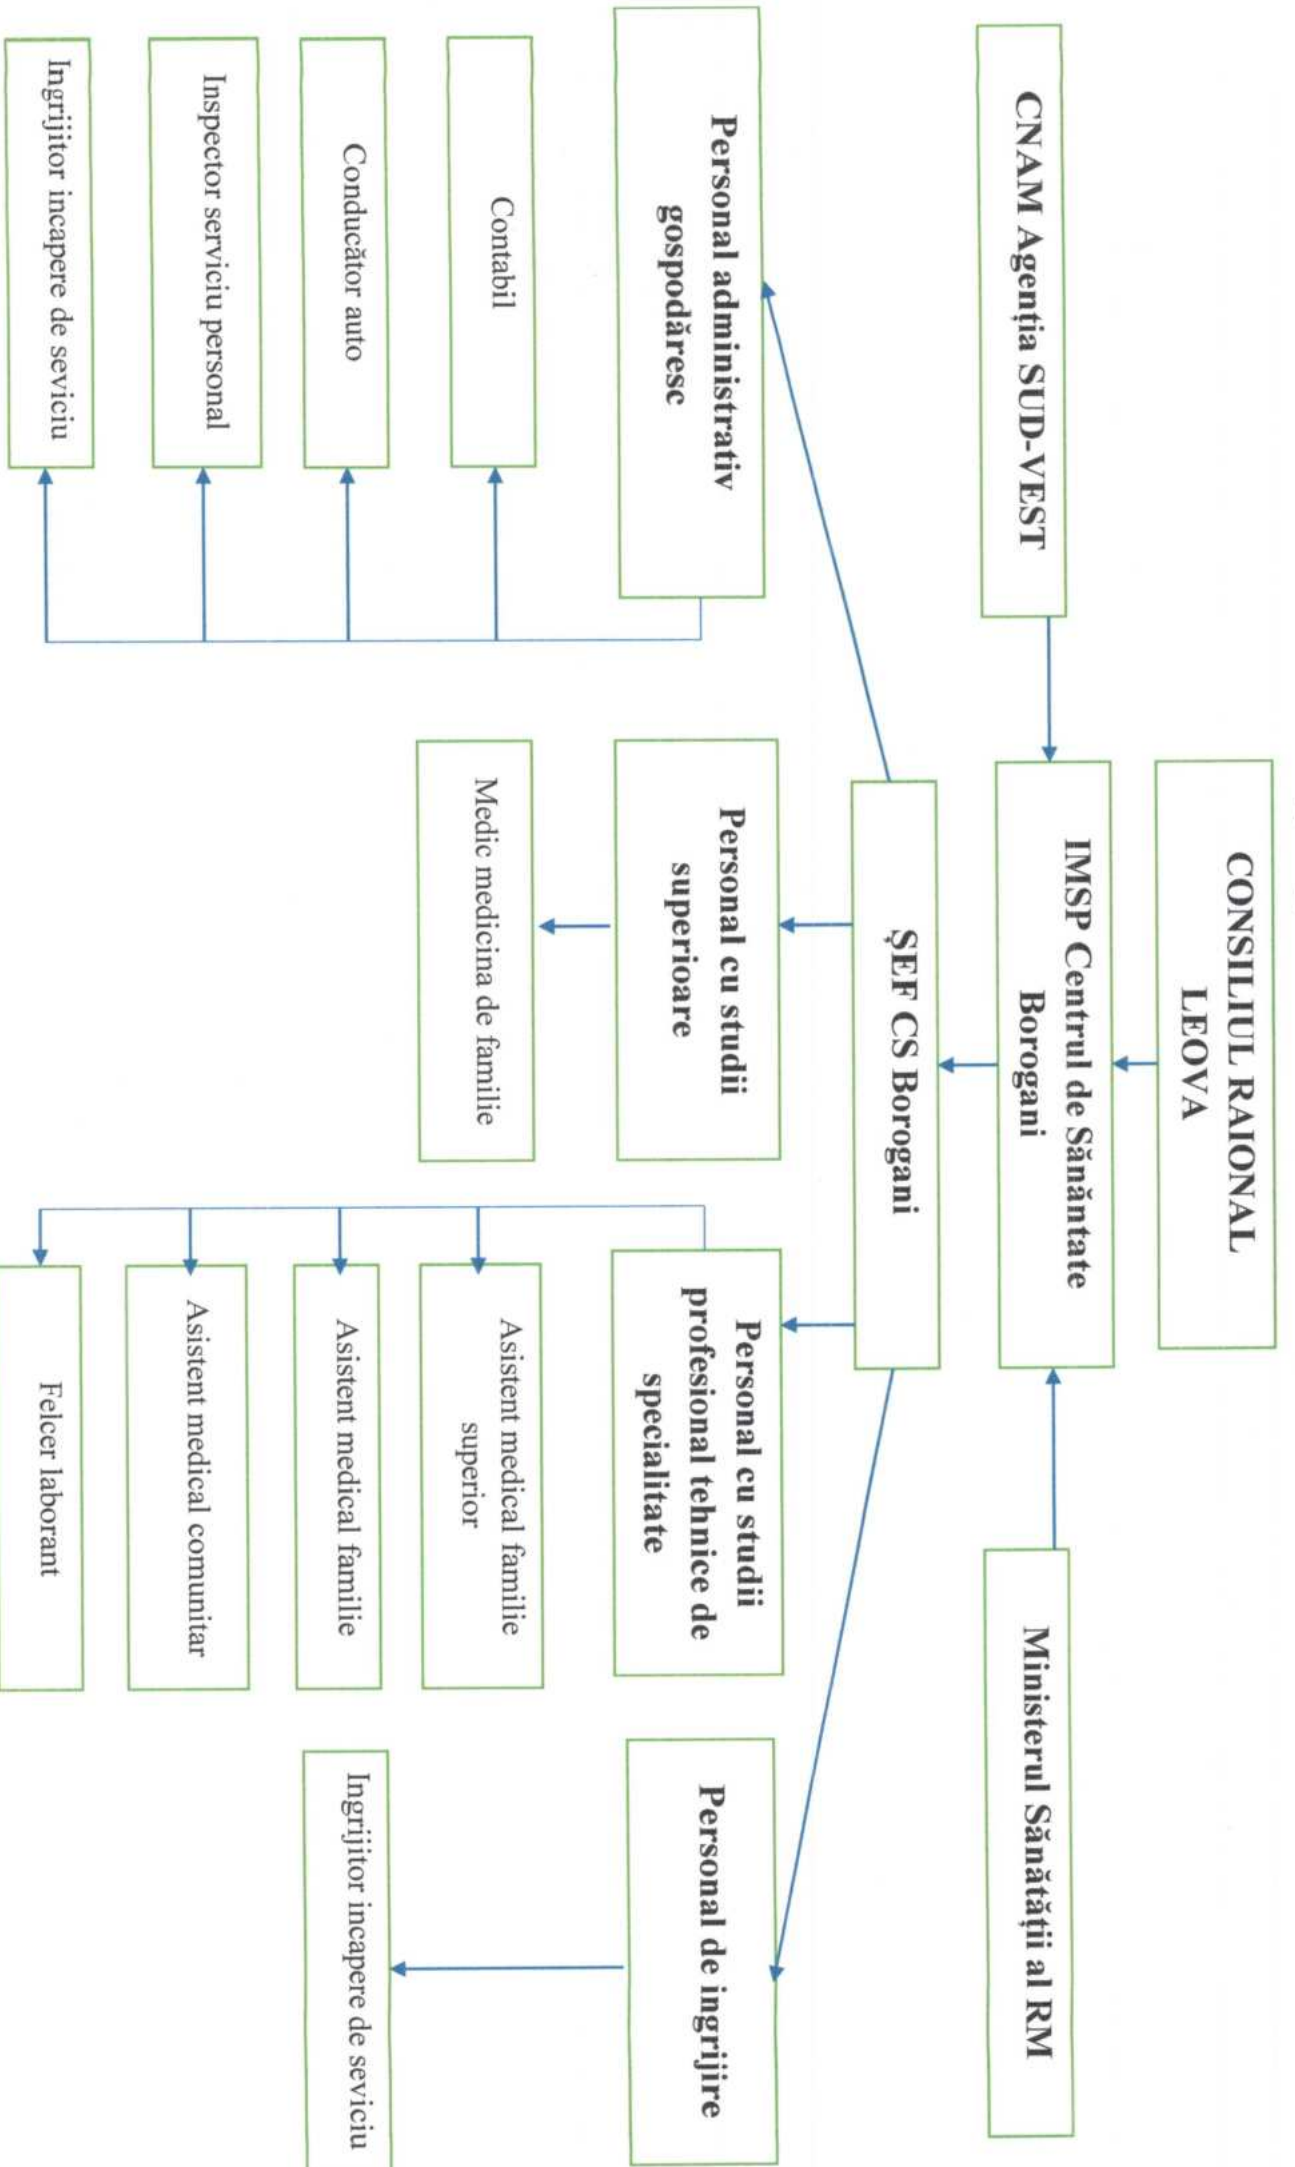 CONSILIUL RAIONAL
LEOVA
CNAM Agenția SUD-VEST
IMSP Centrul de Sănăntate
Borogani
Ministerul Sănătății al RM
ȘEF CS Borogani
Personal administrativ
gospodăresc
Personal cu studii
superioare
Personal cu studii
profesional tehnice de
specialitate
Personal de ingrijire
Contabil
Conducător auto
Inspector serviciu personal
Ingrijitor incapere de seviciu
Medic medicina de familie
Asistent medical familie
superior
Asistent medical familie
Asistent medical comunitar
Felcer laborant
Ingrijitor incapere de seviciu